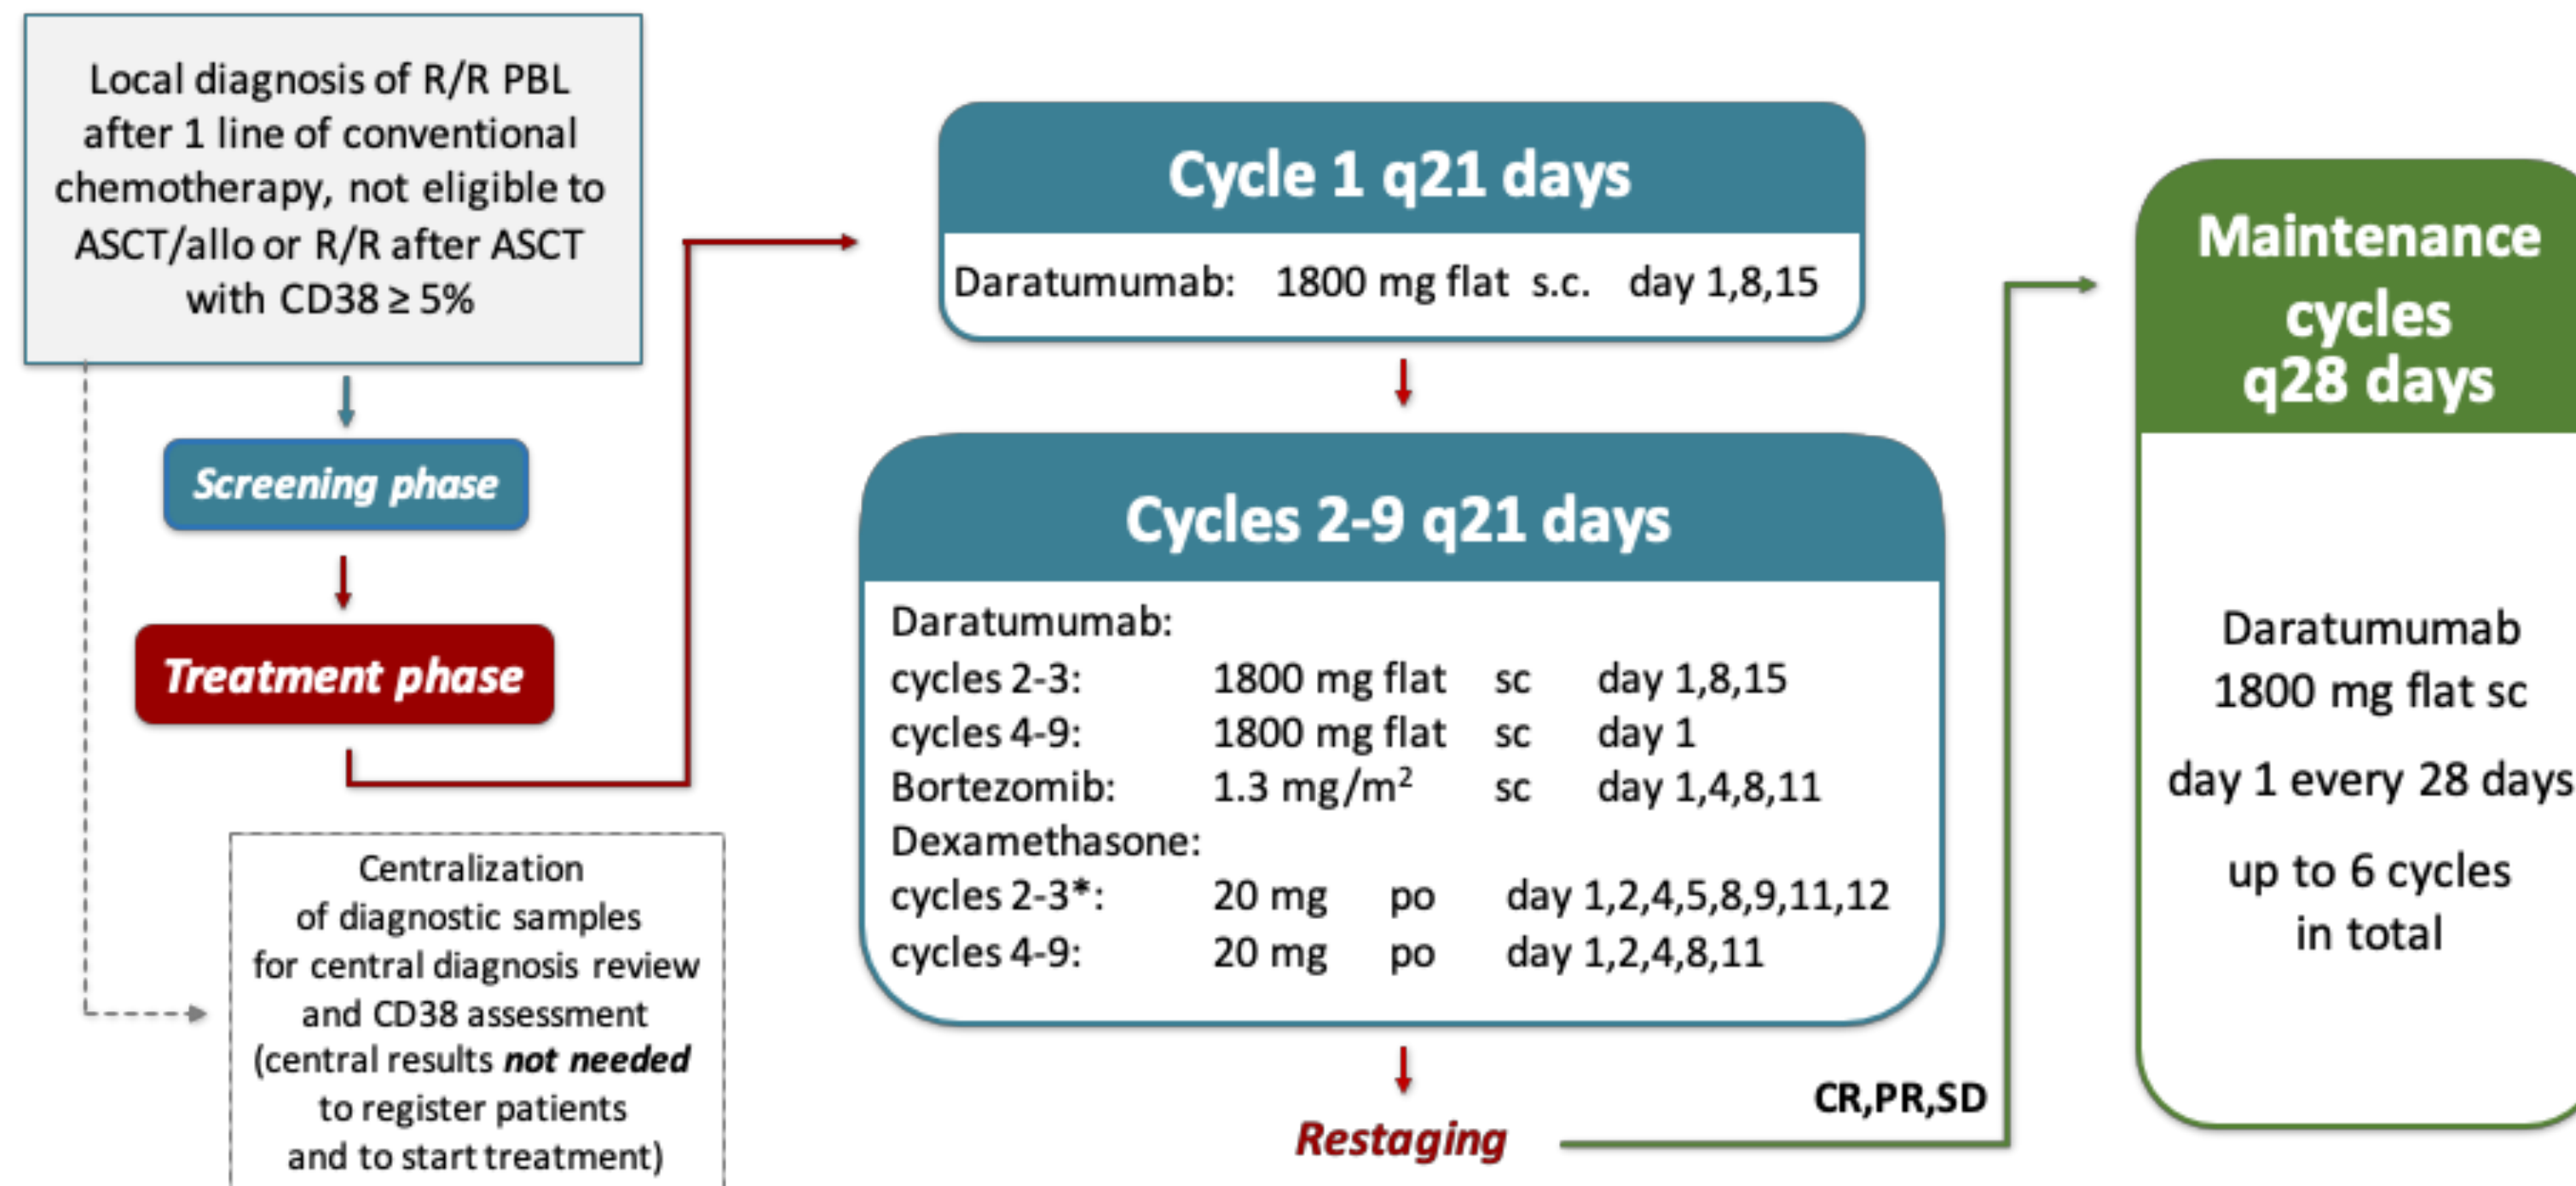 Local diagnosis of R/R PBL
after 1 line of conventional
chemotherapy, not eligible to
ASCT/allo or R/R after ASCT
with CD38 ≥ 5%
Screening phase
Treatment phase
Centralization
of diagnostic samples
for central diagnosis review
and CD38 assessment
(central results not needed
to register patients
and to start treatment)
Cycle 1 q21 days
Daratumumab: 1800 mg flat s.c. day 1,8,15
Cycles 2-9 q21 days
Daratumumab:
cycles 2-3: 1800 mg flat sc day 1,8,15
cycles 4-9: 1800 mg flat sc day 1
Bortezomib: 1.3 mg/m² sc day 1,4,8,11
Dexamethasone:
cycles 2-3*: 20 mg po day 1,2,4,5,8,9,11,12
cycles 4-9: 20 mg po day 1,2,4,8,11
Restaging
CR,PR,SD
Maintenance
cycles
q28 days
Daratumumab
1800 mg flat sc
day 1 every 28 days
up to 6 cycles
in total